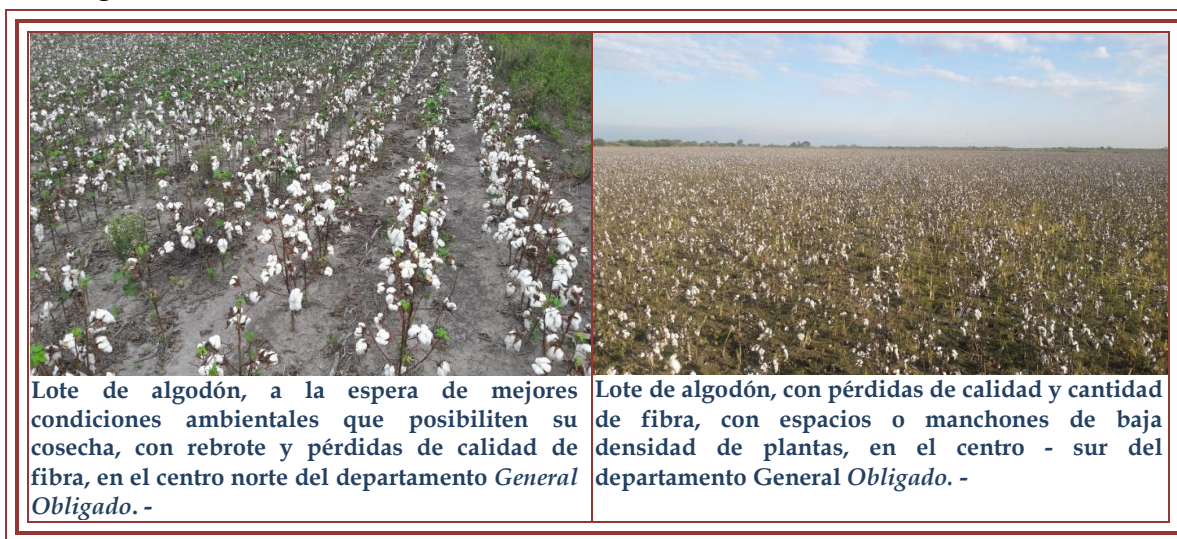 Lote de algodón, a la espera de mejores
condiciones ambientales que posibiliten su
cosecha, con rebrote y pérdidas de calidad de
fibra, en el centro norte del departamento General
Obligado. -
Lote de algodón, con pérdidas de calidad y cantidad
de fibra, con espacios o manchones de baja
densidad de plantas, en el centro - sur del
departamento General Obligado. -